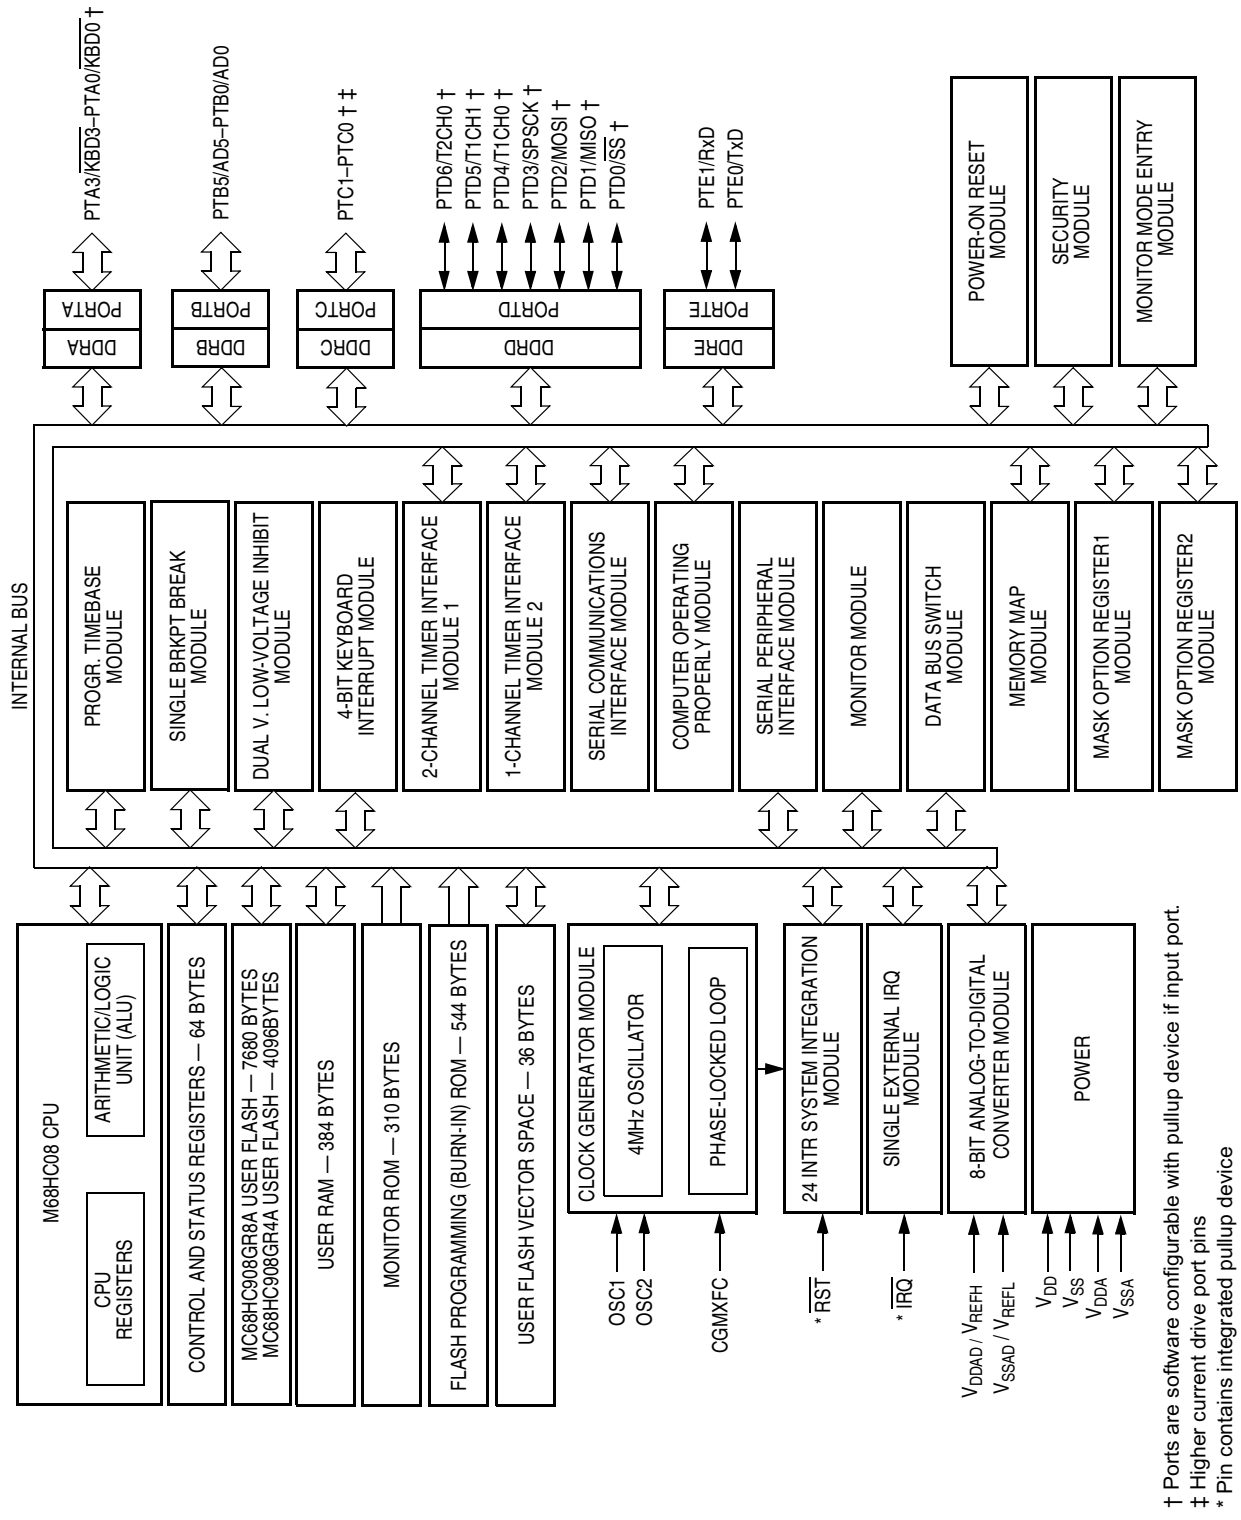 INTERNAL BUS
M68HC08 CPU
CPU
REGISTERS
ARITHMETIC/LOGIC
UNIT (ALU)
CONTROL AND STATUS REGISTERS — 64 BYTES
MC68HC908GR8A USER FLASH — 7680 BYTES
MC68HC908GR4A USER FLASH — 4096BYTES
USER RAM — 384 BYTES
MONITOR ROM — 310 BYTES
FLASH PROGRAMMING (BURN-IN) ROM — 544 BYTES
USER FLASH VECTOR SPACE — 36 BYTES
CLOCK GENERATOR MODULE
4MHz OSCILLATOR
PHASE-LOCKED LOOP
OSC1
OSC2
CGMXFC
24 INTR SYSTEM INTEGRATION
MODULE
* RST
SINGLE EXTERNAL IRQ
MODULE
* IRQ
8-BIT ANALOG-TO-DIGITAL
CONVERTER MODULE
VDDAD / VREFH
VSSAD / VREFL
POWER
VDD
VSS
VDDA
VSSA
PROGR. TIMEBASE
MODULE
SINGLE BRKPT BREAK
MODULE
DUAL V. LOW-VOLTAGE INHIBIT
MODULE
4-BIT KEYBOARD
INTERRUPT MODULE
2-CHANNEL TIMER INTERFACE
MODULE 1
1-CHANNEL TIMER INTERFACE
MODULE 2
SERIAL COMMUNICATIONS
INTERFACE MODULE
COMPUTER OPERATING
PROPERLY MODULE
SERIAL PERIPHERAL
INTERFACE MODULE
MONITOR MODULE
DATA BUS SWITCH
MODULE
MEMORY MAP
MODULE
MASK OPTION REGISTER1
MODULE
MASK OPTION REGISTER2
MODULE
DDRA
PORTA
PTA3/KBD3–PTA0/KBD0 †
DDRB
PORTB
PTB5/AD5–PTB0/AD0
DDRC
PORTC
PTC1–PTC0 † ‡
DDRD
PORTD
PTD6/T2CH0 †
PTD5/T1CH1 †
PTD4/T1CH0 †
PTD3/SPSCK †
PTD2/MOSI †
PTD1/MISO †
PTD0/SS †
DDRE
PORTE
PTE1/RxD
PTE0/TxD
POWER-ON RESET
MODULE
SECURITY
MODULE
MONITOR MODE ENTRY
MODULE
† Ports are software configurable with pullup device if input port.
‡ Higher current drive port pins
* Pin contains integrated pullup device